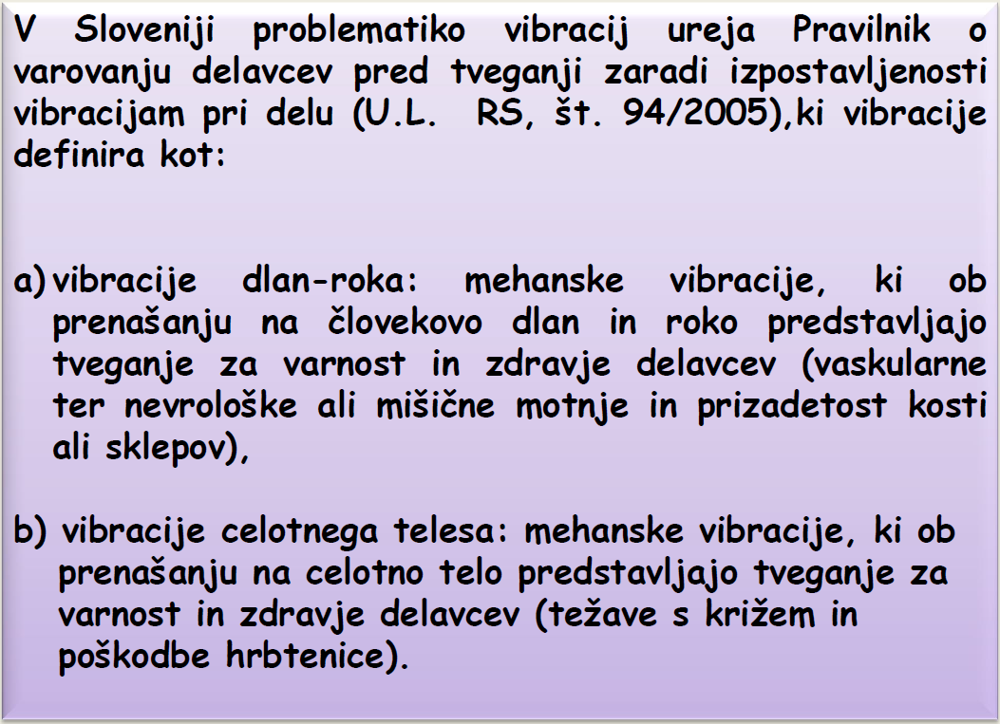 V Sloveniji problematiko vibracij ureja Pravilnik o
varovanju delavcev pred tveganji zaradi izpostavljenosti
vibracijam pri delu (U.L. RS, št. 94/2005),ki vibracije
definira kot:
a) vibracije dlan-roka: mehanske vibracije, ki ob
prenašanju na človekovo dlan in roko predstavljajo
tveganje za varnost in zdravje delavcev (vaskularne
ter nevrološke ali mišične motnje in prizadetost kosti
ali sklepov),
b) vibracije celotnega telesa: mehanske vibracije, ki ob
prenašanju na celotno telo predstavljajo tveganje za
varnost in zdravje delavcev (težave s križem in
poškodbe hrbtenice).